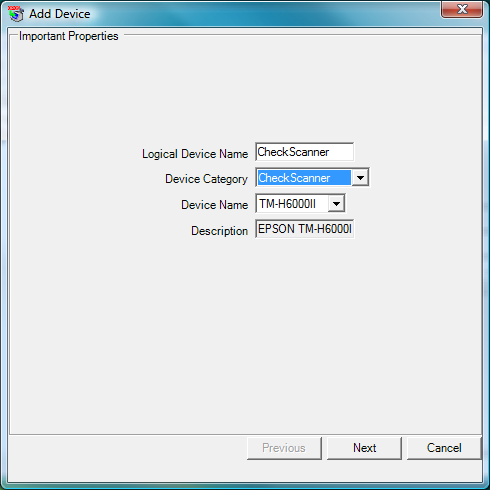 Add Device
Important Properties
Logical Device Name CheckScanner
Device Category CheckScanner
Device Name TM-H6000II
Description EPSON TM-H6000I
Previous Next Cancel